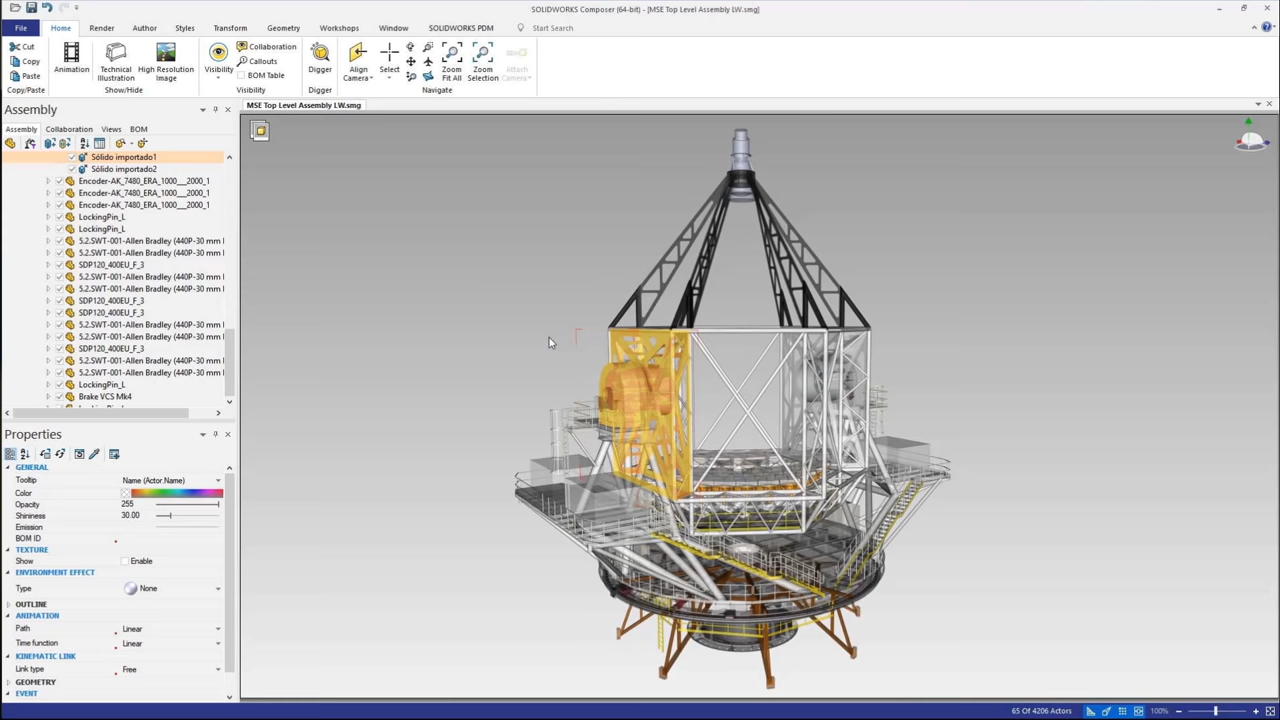 SOLIDWORKS Composer (64-bit) - [MSE Top Level Assembly LW.smg]
File Home Render Author Styles Transform Geometry Workshops Window SOLIDWORKS PDM Start Searching
Cut
Copy
Paste
Copy/Paste
Animation
Technical Illustration
High Resolution Image
Show/Hide
Visibility
Collaboration
Callouts
BOM Table
Visibility
Digger
Digger
Align Camera
Select
Zoom Fit All
Zoom Selection
Attach Camera
Navigate
Assembly
MSE Top Level Assembly LW.smg
Assembly Collaboration Views BOM
Sólido importado1
Sólido importado2
Encoder-AK_7480_ERA_1000__2000_1
Encoder-AK_7480_ERA_1000__2000_1
Encoder-AK_7480_ERA_1000__2000_1
LockingPin_L
LockingPin_L
5.2.SWT-001-Allen Bradley (440P-30 mm
5.2.SWT-001-Allen Bradley (440P-30 mm
SDP120_400EU_F_3
5.2.SWT-001-Allen Bradley (440P-30 mm
5.2.SWT-001-Allen Bradley (440P-30 mm
SDP120_400EU_F_3
SDP120_400EU_F_3
5.2.SWT-001-Allen Bradley (440P-30 mm
5.2.SWT-001-Allen Bradley (440P-30 mm
SDP120_400EU_F_3
5.2.SWT-001-Allen Bradley (440P-30 mm
5.2.SWT-001-Allen Bradley (440P-30 mm
LockingPin_L
Brake VCS Mk4
Properties
GENERAL
Tooltip Name (Actor.Name)
Color
Opacity 255
Shininess 30.00
Emission
BOM ID
TEXTURE
Show Enable
ENVIRONMENT EFFECT
Type None
OUTLINE
ANIMATION
Path Linear
Time function Linear
KINEMATIC LINK
Link type Free
GEOMETRY
EVENT
65 Of 4206 Actors 100%